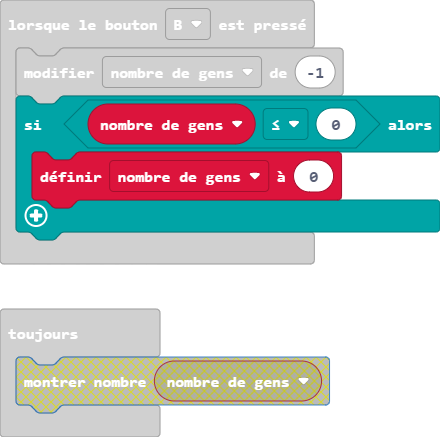 lorsque le bouton B est pressé
modifier nombre de gens de -1
si nombre de gens ≤ 0 alors
définir nombre de gens à 0
toujours
montrer nombre nombre de gens